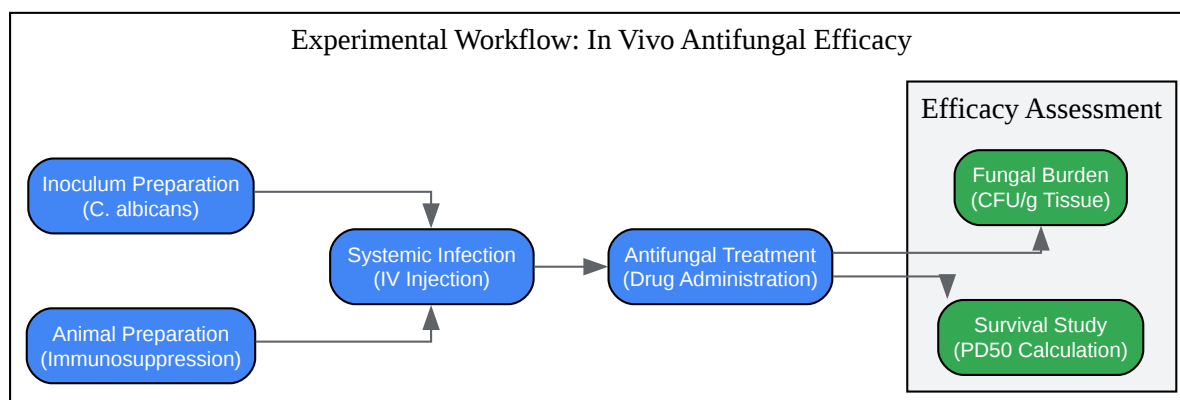 Experimental Workflow: In Vivo Antifungal Efficacy
Efficacy Assessment
Inoculum Preparation
(C. albicans)
Animal Preparation
(Immunosuppression)
Systemic Infection
(IV Injection)
Antifungal Treatment
(Drug Administration)
Fungal Burden
(CFU/g Tissue)
Survival Study
(PD50 Calculation)